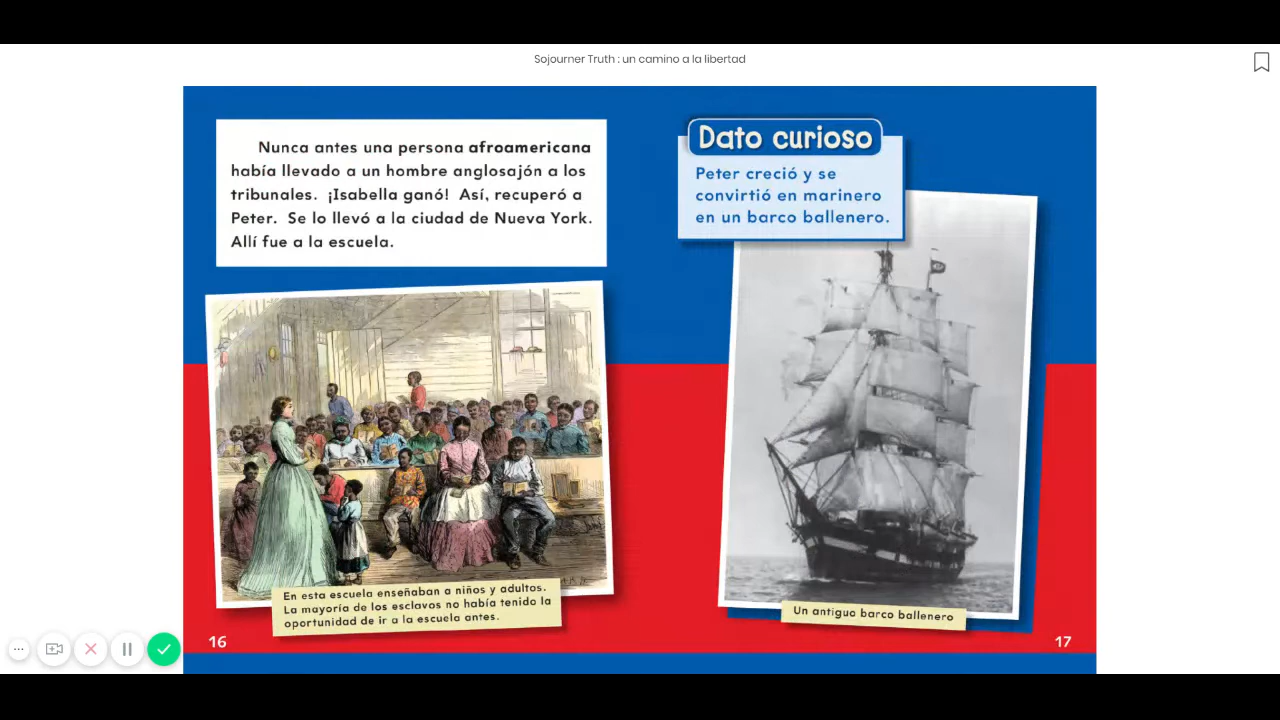 Sojourner Truth : un camino a la libertad
Nunca antes una persona afroamericana
había llevado a un hombre anglosajón a los
tribunales. ¡Isabella ganó! Así, recuperó a
Peter. Se lo llevó a la ciudad de Nueva York.
Allí fue a la escuela.
En esta escuela enseñaban a niños y adultos.
La mayoría de los esclavos no había tenido la
oportunidad de ir a la escuela antes.
16
Dato curioso
Peter creció y se
convirtió en marinero
en un barco ballenero.
Un antiguo barco ballenero
17